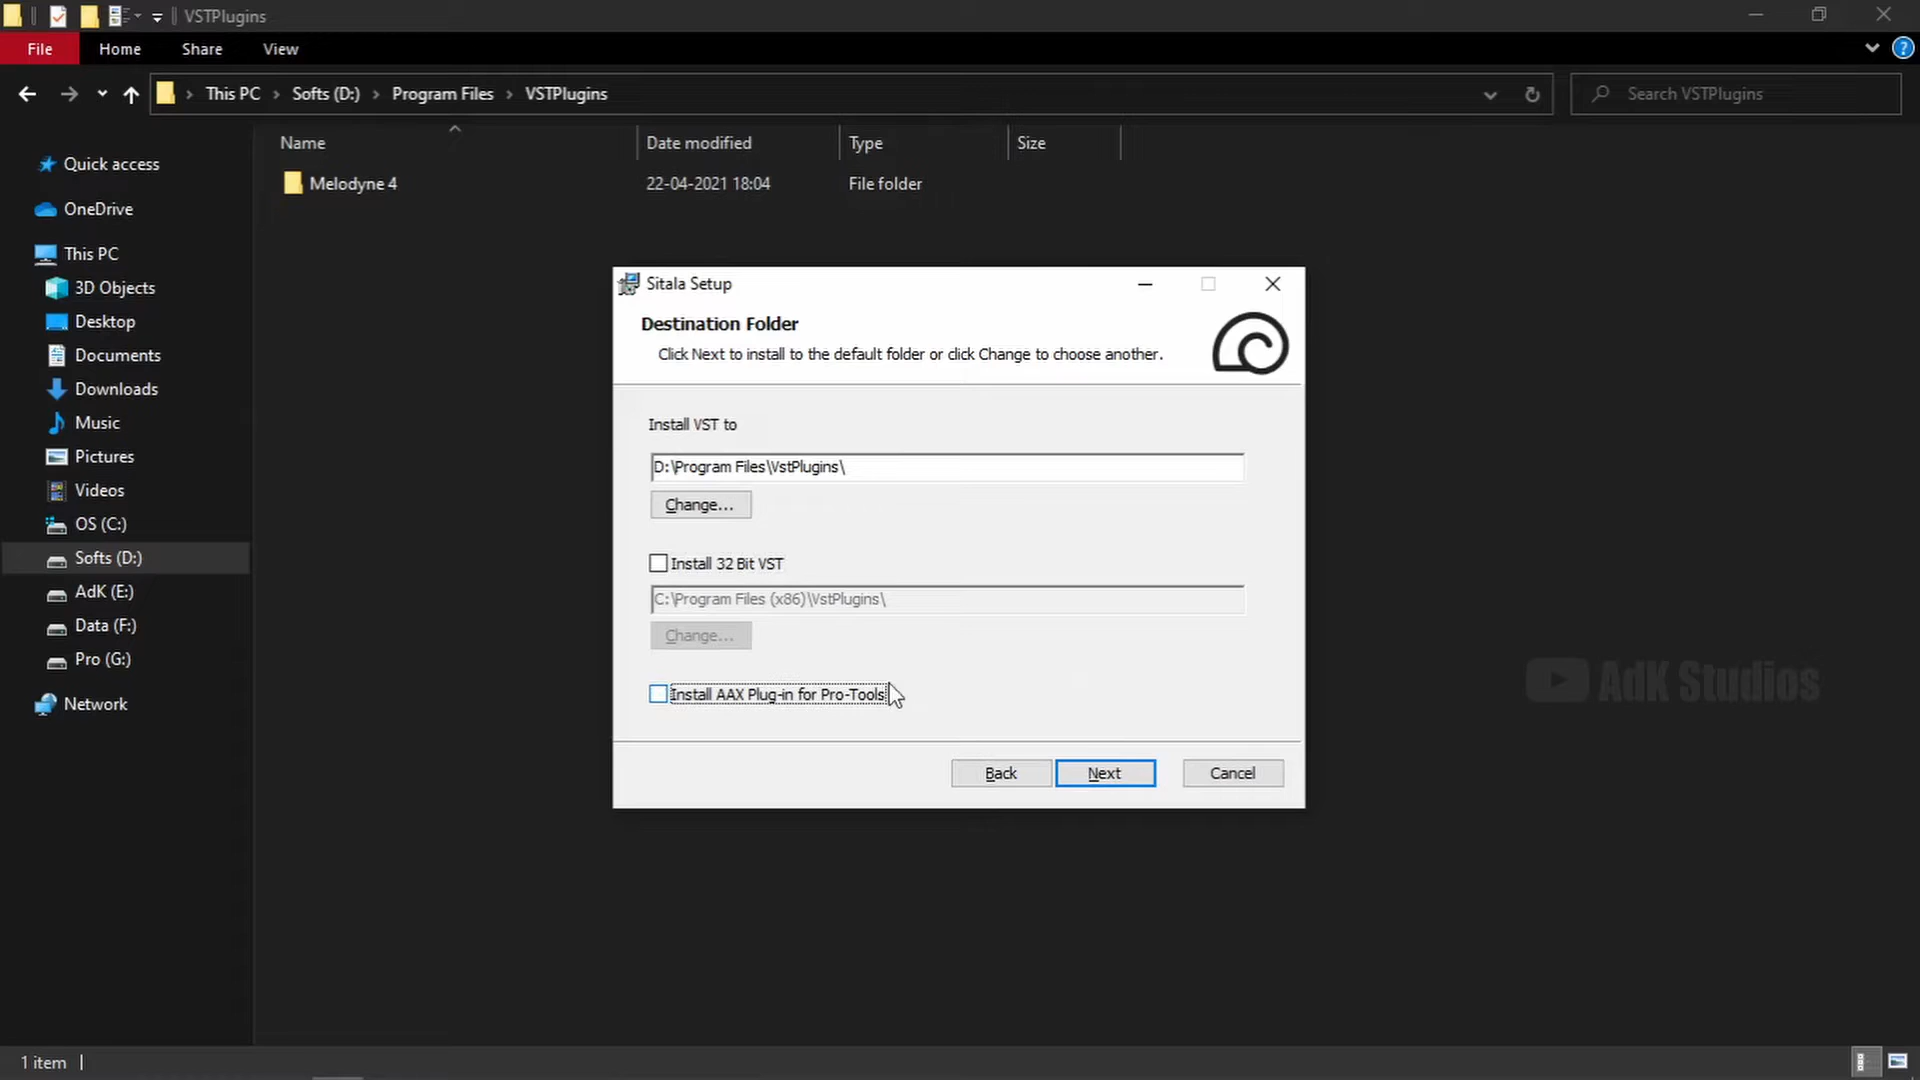 VSTPlugins
File Home Share View
This PC Softs (D:) Program Files VSTPlugins
Search VSTPlugins
Name Date modified Type Size
Melodyne 4 22-04-2021 18:04 File folder
Quick access
OneDrive
This PC
3D Objects
Desktop
Documents
Downloads
Music
Pictures
Videos
OS (C:)
Softs (D:)
AdK (E:)
Data (F:)
Pro (G:)
Network
Sitala Setup
Destination Folder
Click Next to install to the default folder or click Change to choose another.
Install VST to
D:\Program Files\VstPlugins\
Change...
Install 32 Bit VST
C:\Program Files (x86)\VstPlugins\
Change...
Install AAX Plug-in for Pro-Tools
Back Next Cancel
AdK Studios
1 item